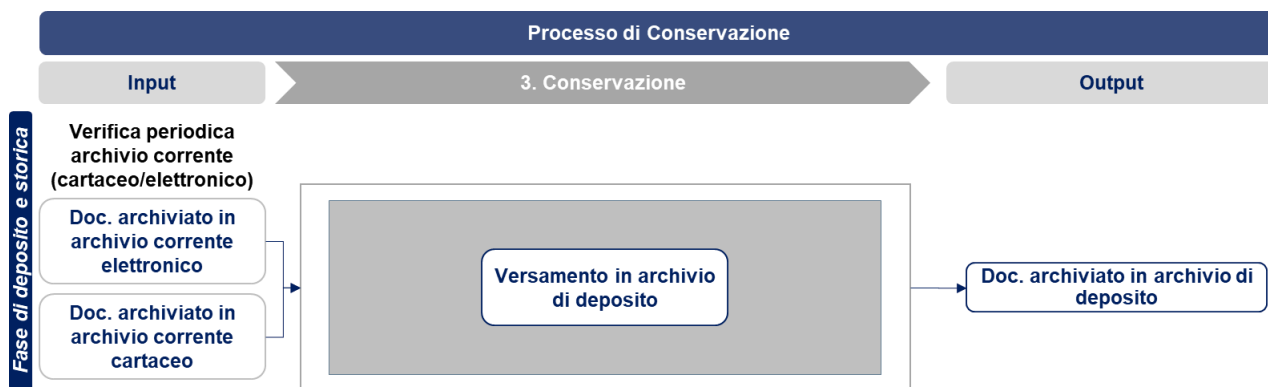 Processo di Conservazione
Input
3. Conservazione
Output
Fase di deposito e storica
Verifica periodica
archivio corrente
(cartaceo/elettronico)
Doc. archiviato in
archivio corrente
elettronico
Doc. archiviato in
archivio corrente
cartaceo
Versamento in archivio
di deposito
Doc. archiviato in archivio di
deposito